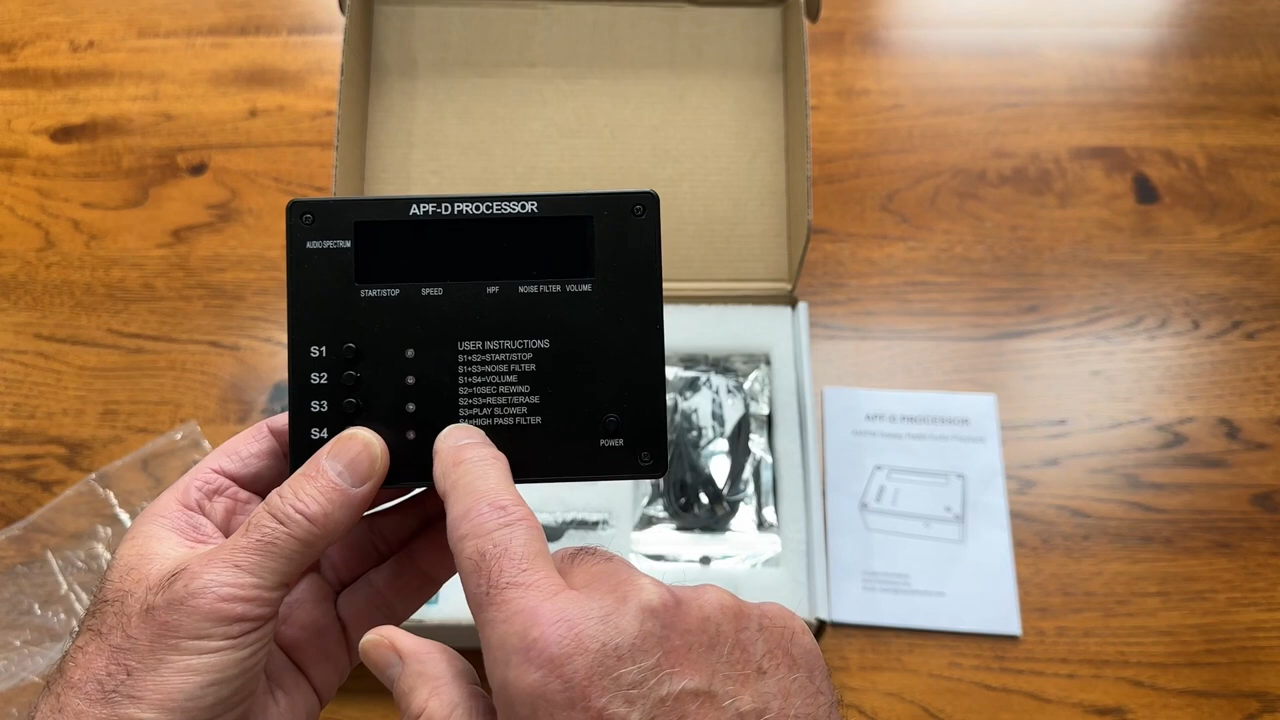 APF-D PROCESSOR
AUDIO SPECTRUM
START/STOP SPEED HPF NOISE FILTER VOLUME
S1
S2
S3
S4
USER INSTRUCTIONS
S1+S2=START/STOP
S1+S3=NOISE FILTER
S1+S4=VOLUME
S2=10SEC REWIND
S2+S3=RESET/ERASE
S3=PLAY SLOWER
S4=HIGH PASS FILTER
POWER
APF-D PROCESSOR